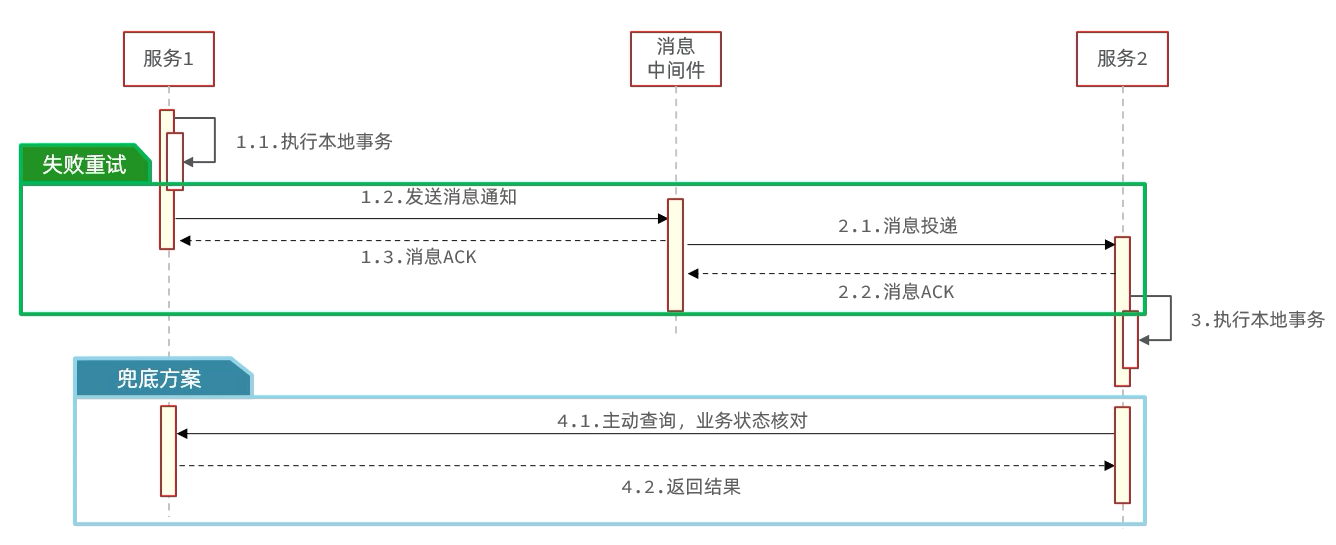 服务1
消息
中间件
服务2
1.1.执行本地事务
失败重试
1.2.发送消息通知
2.1.消息投递
1.3.消息ACK
2.2.消息ACK
3.执行本地事务
兜底方案
4.1.主动查询，业务状态核对
4.2.返回结果